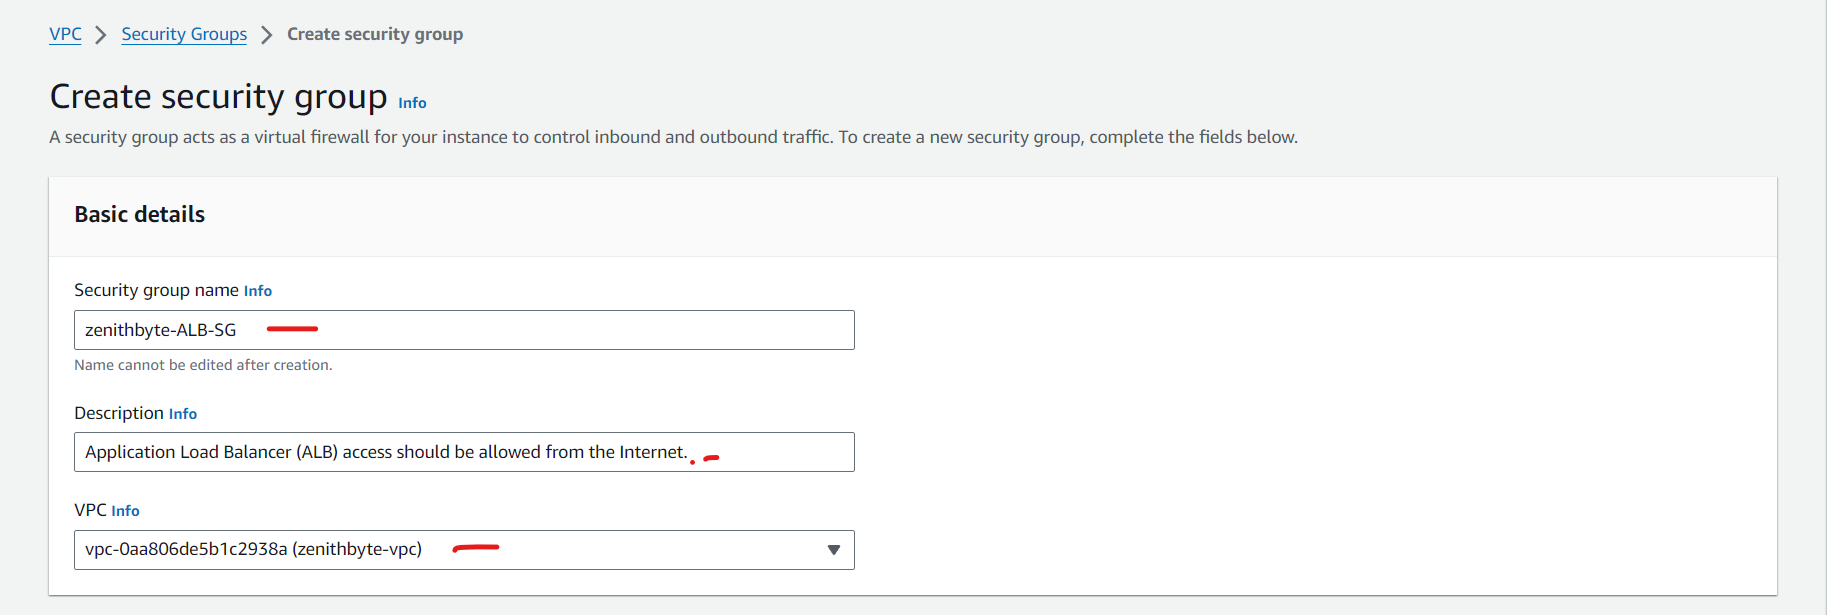 VPC > Security Groups > Create security group
Create security group Info
A security group acts as a virtual firewall for your instance to control inbound and outbound traffic. To create a new security group, complete the fields below.
Basic details
Security group name Info
zenithbyte-ALB-SG
Name cannot be edited after creation.
Description Info
Application Load Balancer (ALB) access should be allowed from the Internet.
VPC Info
vpc-0aa806de5b1c2938a (zenithbyte-vpc)